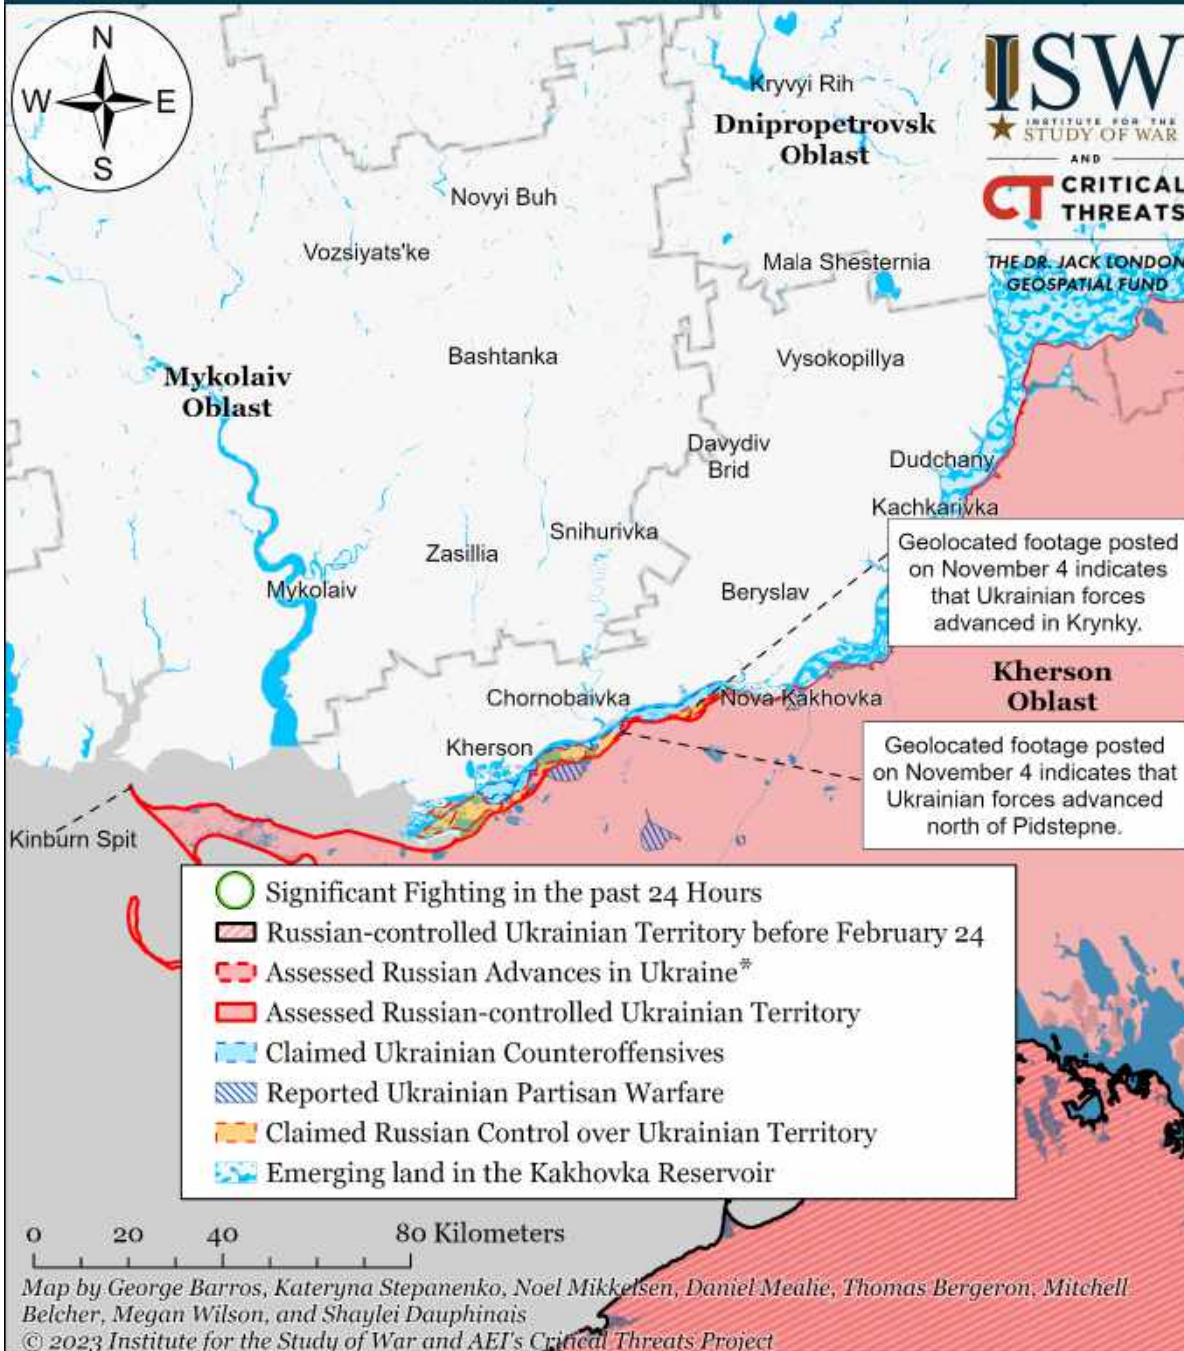 N
W
E
S
ISW
INSTITUTE FOR THE
STUDY OF WAR
AND
CT CRITICAL
THREATS
THE DR. JACK LONDON
GEOSPATIAL FUND
Kryvyi Rih
Dnipropetrovsk
Oblast
Novyi Buh
Vozsiyats'ke
Mala Shesternia
Bashtanka
Vysokopillya
Mykolaiv
Oblast
Davydiv
Brid
Dudchany
Kachkarivka
Snihurivka
Zasillia
Mykolaiv
Beryslav
Geolocated footage posted
on November 4 indicates
that Ukrainian forces
advanced in Krynky.
Kherson
Oblast
Chornobaivka
Nova Kakhovka
Kherson
Geolocated footage posted
on November 4 indicates that
Ukrainian forces advanced
north of Pidstepne.
Kinburn Spit
Significant Fighting in the past 24 Hours
Russian-controlled Ukrainian Territory before February 24
Assessed Russian Advances in Ukraine*
Assessed Russian-controlled Ukrainian Territory
Claimed Ukrainian Counteroffensives
Reported Ukrainian Partisan Warfare
Claimed Russian Control over Ukrainian Territory
Emerging land in the Kakhovka Reservoir
0 20 40 80 Kilometers
Map by George Barros, Kateryna Stepanenko, Noel Mikkelsen, Daniel Mealie, Thomas Bergeron, Mitchell
Belcher, Megan Wilson, and Shaylei Dauphinais
© 2023 Institute for the Study of War and AEI's Critical Threats Project